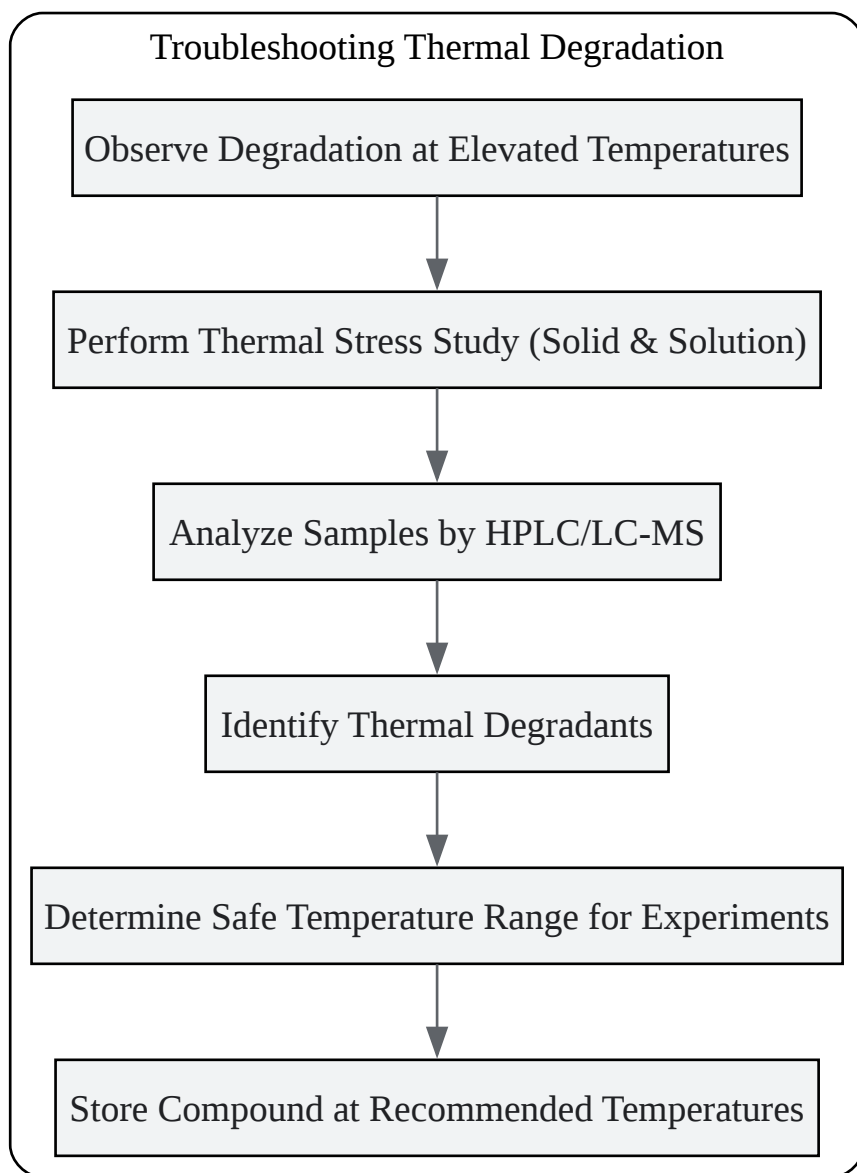 Troubleshooting Thermal Degradation
Observe Degradation at Elevated Temperatures
Perform Thermal Stress Study (Solid & Solution)
Analyze Samples by HPLC/LC-MS
Identify Thermal Degradants
Determine Safe Temperature Range for Experiments
Store Compound at Recommended Temperatures